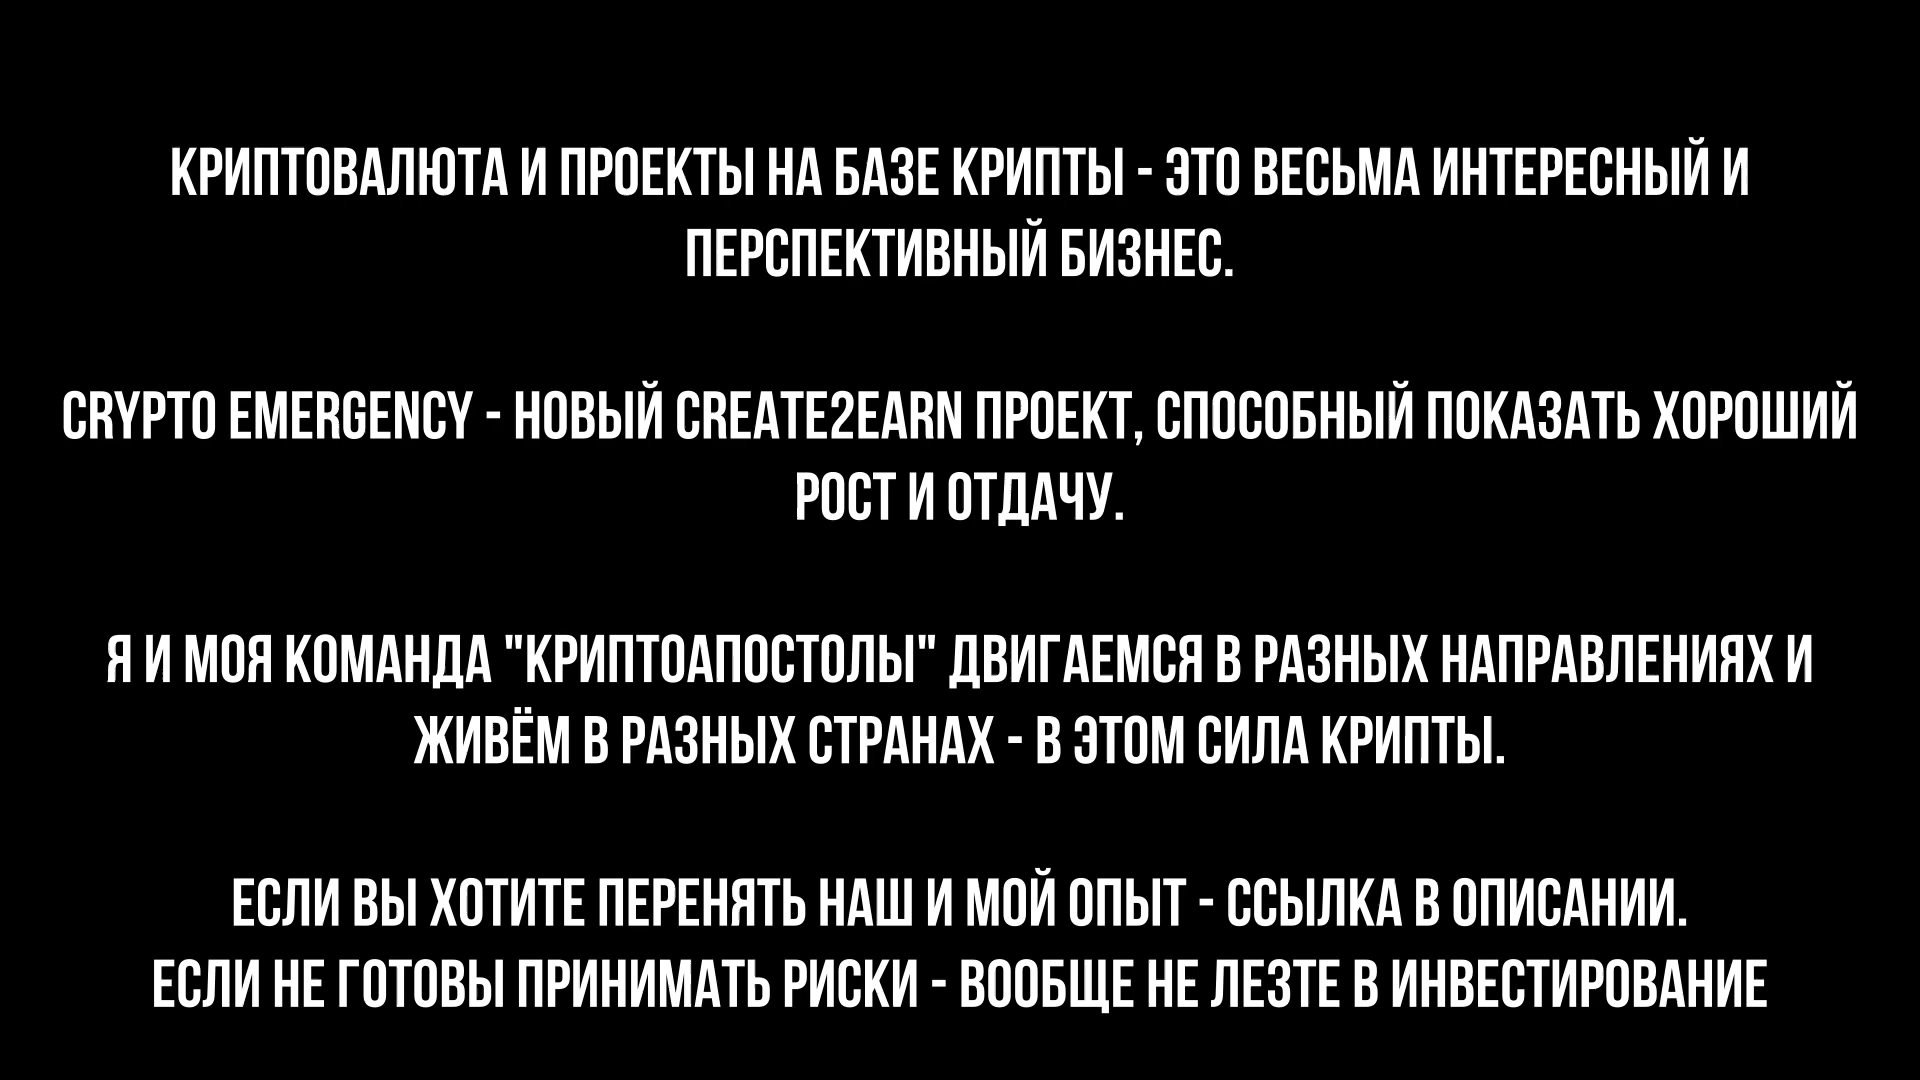 КРИПТОВАЛЮТА И ПРОЕКТЫ НА БАЗЕ КРИПТЫ - ЭТО ВЕСЬМА ИНТЕРЕСНЫЙ И
ПЕРСПЕКТИВНЫЙ БИЗНЕС.
CRYPTO EMERGENCY - НОВЫЙ CREATE2EARN ПРОЕКТ, СПОСОБНЫЙ ПОКАЗАТЬ ХОРОШИЙ
РОСТ И ОТДАЧУ.
Я И МОЯ КОМАНДА "КРИПТОАПОСТОЛЫ" ДВИГАЕМСЯ В РАЗНЫХ НАПРАВЛЕНИЯХ И
ЖИВЁМ В РАЗНЫХ СТРАНАХ - В ЭТОМ СИЛА КРИПТЫ.
ЕСЛИ ВЫ ХОТИТЕ ПЕРЕНЯТЬ НАШ И МОЙ ОПЫТ - ССЫЛКА В ОПИСАНИИ.
ЕСЛИ НЕ ГОТОВЫ ПРИНИМАТЬ РИСКИ - ВООБЩЕ НЕ ЛЕЗТЕ В ИНВЕСТИРОВАНИЕ